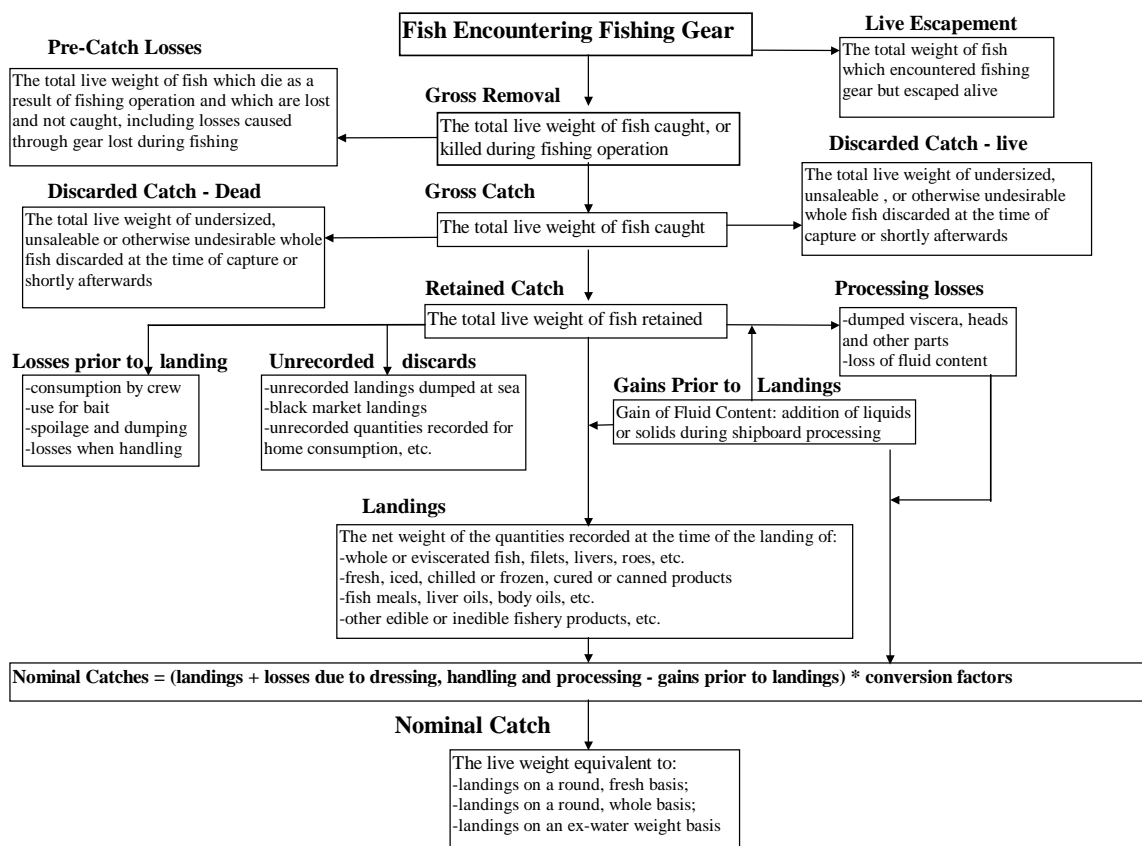 Fish Encountering Fishing Gear
Live Escapement
The total weight of fish
which encountered fishing
gear but escaped alive
Pre-Catch Losses
The total live weight of fish which die as a
result of fishing operation and which are lost
and not caught, including losses caused
through gear lost during fishing
Gross Removal
The total live weight of fish caught, or
killed during fishing operation
Discarded Catch - live
The total live weight of undersized,
unsaleable , or otherwise undesirable
whole fish discarded at the time of
capture or shortly afterwards
Discarded Catch - Dead
The total live weight of undersized,
unsaleable or otherwise undesirable whole
fish discarded at the time of capture or
shortly afterwards
Gross Catch
The total live weight of fish caught
Retained Catch
The total live weight of fish retained
Processing losses
-dumped viscera, heads
and other parts
-loss of fluid content
Losses prior to landing
-consumption by crew
-use for bait
-spoilage and dumping
-losses when handling
Unrecorded discards
-unrecorded landings dumped at sea
-black market landings
-unrecorded quantities recorded for
home consumption, etc.
Gains Prior to Landings
Gain of Fluid Content: addition of liquids
or solids during shipboard processing
Landings
The net weight of the quantities recorded at the time of the landing of:
-whole or eviscerated fish, filets, livers, roes, etc.
-fresh, iced, chilled or frozen, cured or canned products
-fish meals, liver oils, body oils, etc.
-other edible or inedible fishery products, etc.
Nominal Catches = (landings + losses due to dressing, handling and processing - gains prior to landings) * conversion factors
Nominal Catch
The live weight equivalent to:
-landings on a round, fresh basis;
-landings on a round, whole basis;
-landings on an ex-water weight basis